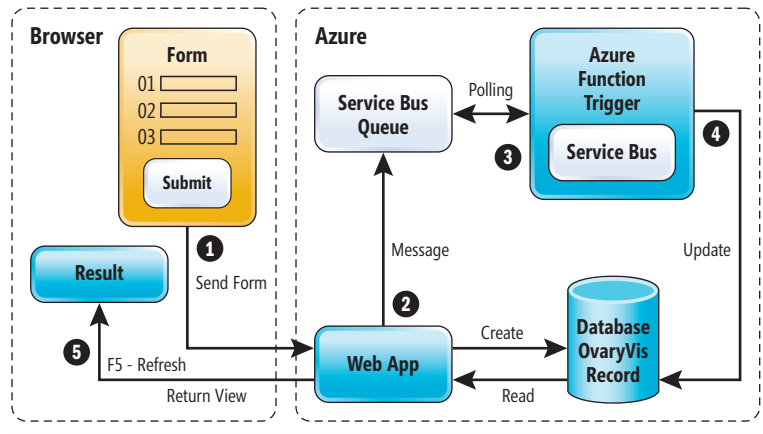 Browser
Form
01
02
03
Submit
1
Send Form
Result
5
F5 - Refresh
Return View
Azure
Service Bus
Queue
Polling
Azure
Function
Trigger
Service Bus
3
4
Message
Update
2
Web App
Create
Read
Database
OvaryVis
Record